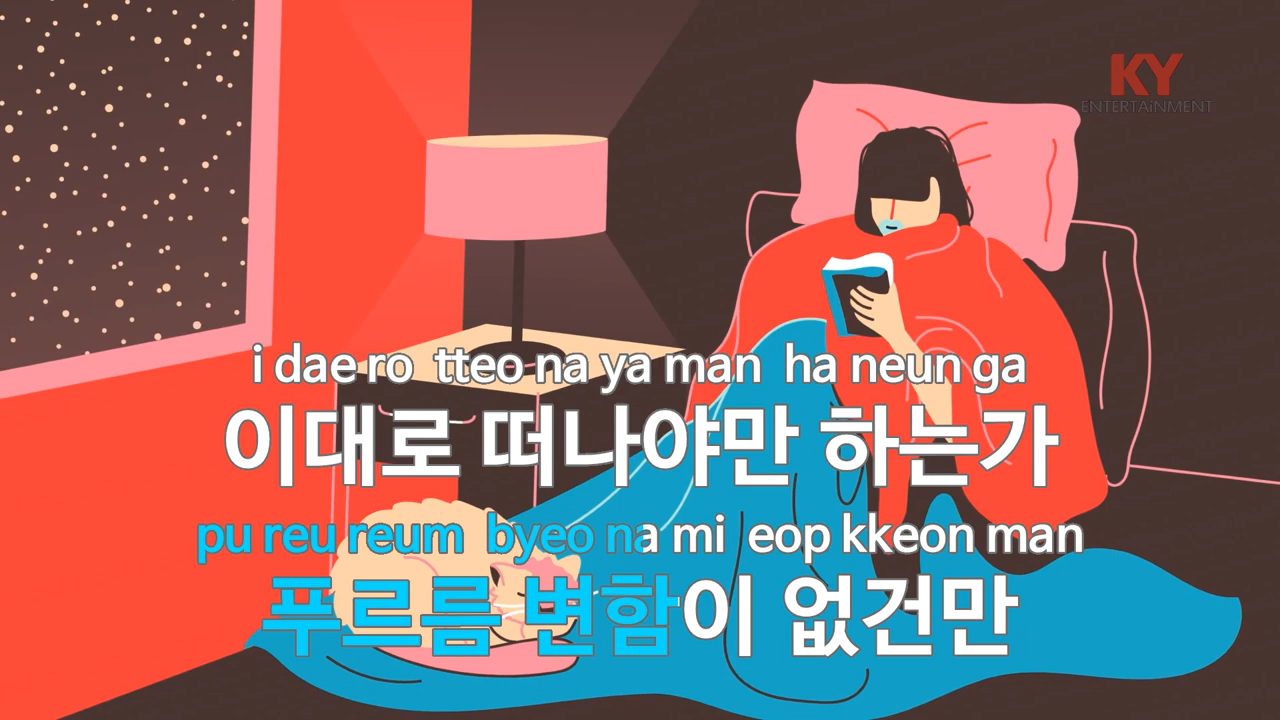 KY
ENTERTAiNMENT
i dae ro tteo na ya man ha neun ga
이대로 떠나야만 하는가
pu reu reum byeo na mi eop kkeon man
푸르름 변함이 없건만